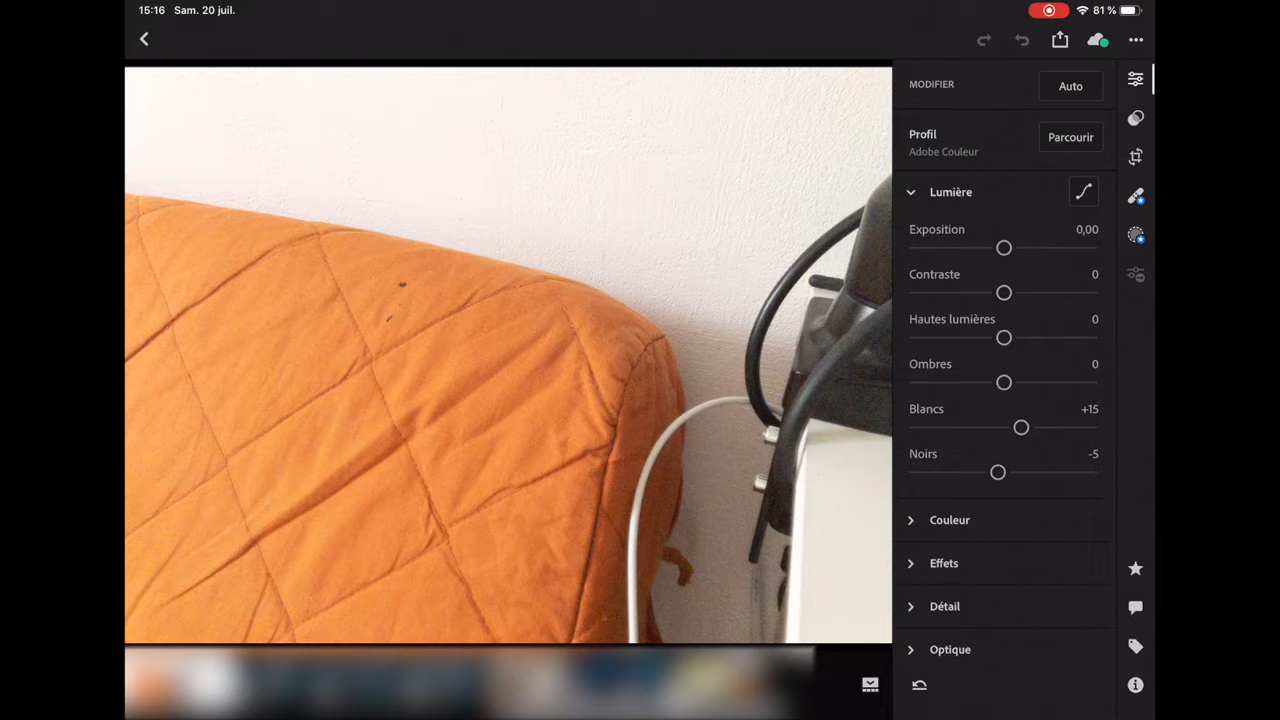 15:16 Sam. 20 juil.
81 %
MODIFIER
Auto
Profil
Adobe Couleur
Parcourir
Lumière
Exposition 0,00
Contraste 0
Hautes lumières 0
Ombres 0
Blancs +15
Noirs -5
Couleur
Effets
Détail
Optique